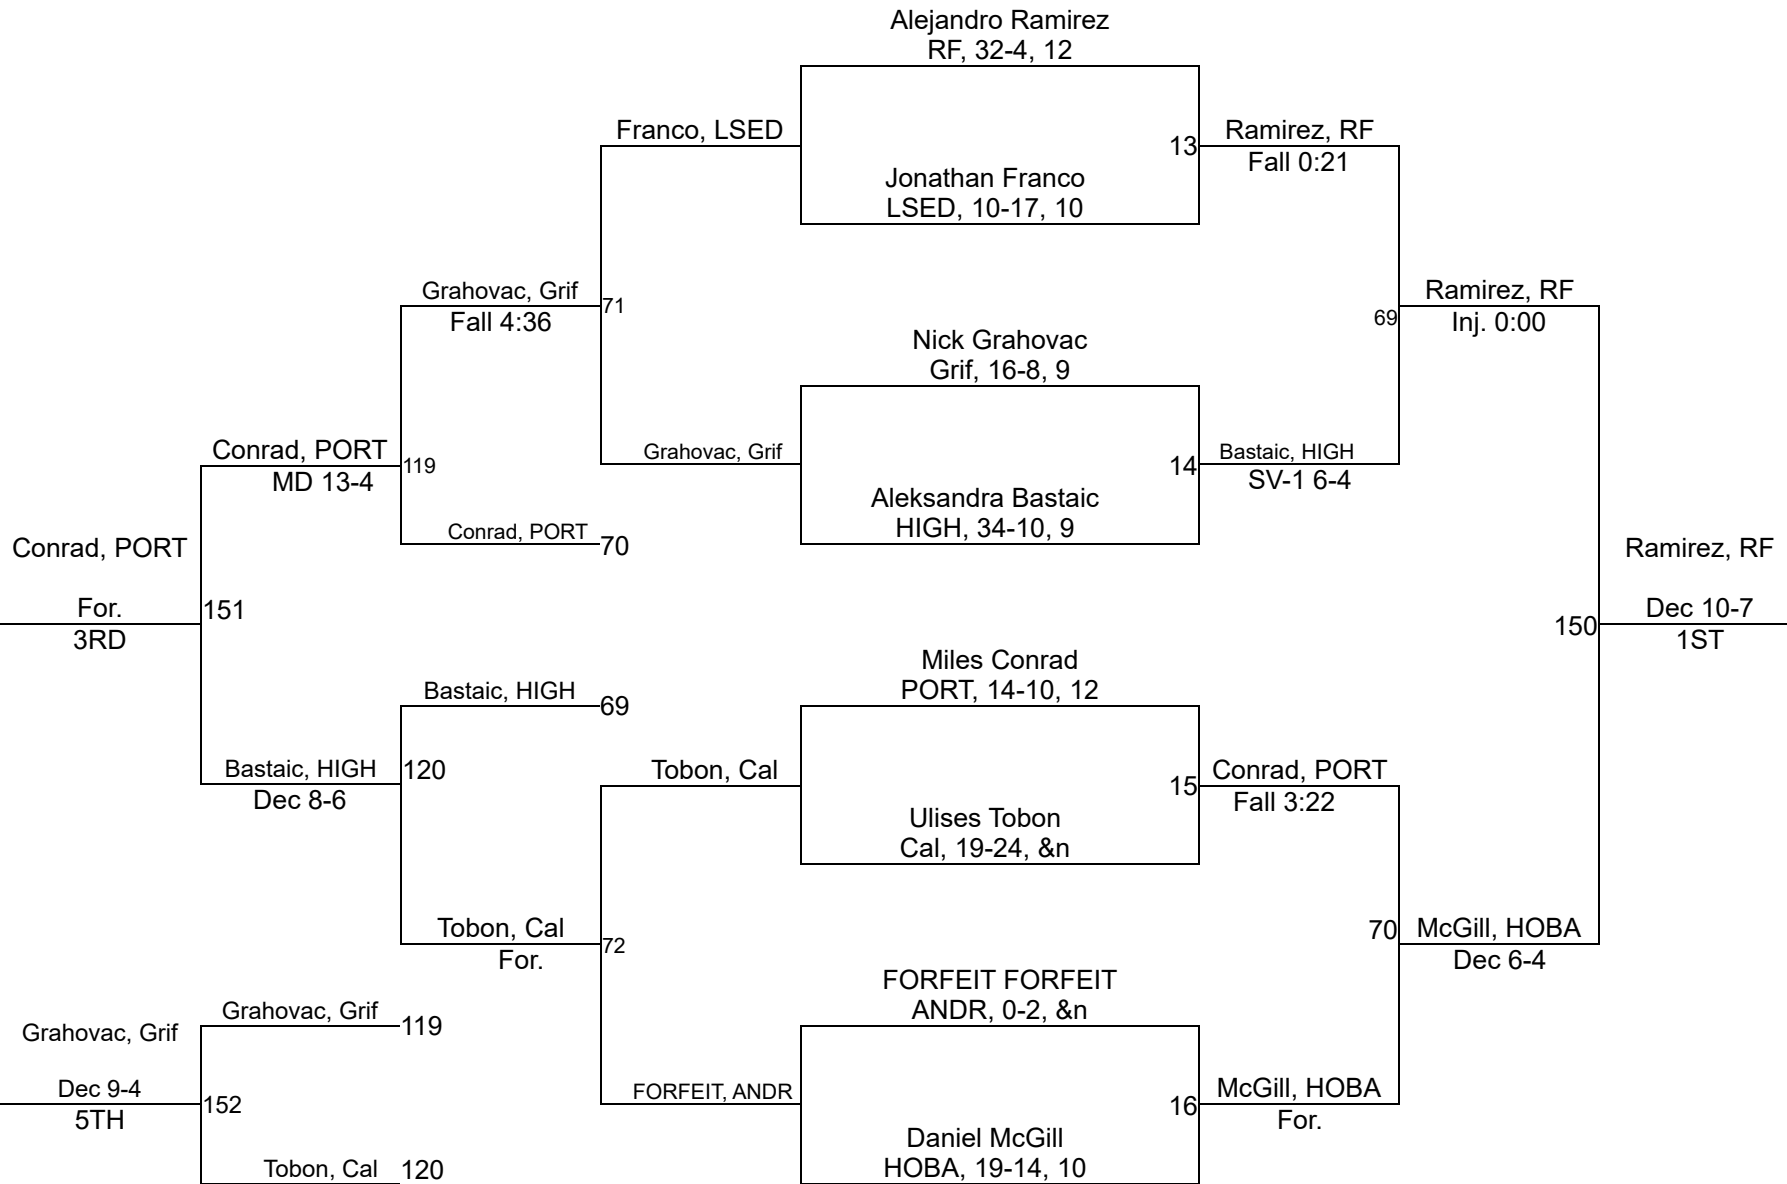 Alejandro Ramirez
RF, 32-4, 12
Franco, LSED
13
Ramirez, RF
Fall 0:21
Jonathan Franco
LSED, 10-17, 10
Grahovac, Grif
Fall 4:36
71
69
Ramirez, RF
Inj. 0:00
Nick Grahovac
Grif, 16-8, 9
Conrad, PORT
MD 13-4
119
Grahovac, Grif
14
Bastaic, HIGH
SV-1 6-4
Aleksandra Bastaic
HIGH, 34-10, 9
Conrad, PORT
70
Conrad, PORT
For.
3RD
151
Ramirez, RF
150
Dec 10-7
1ST
Miles Conrad
PORT, 14-10, 12
Bastaic, HIGH
69
Bastaic, HIGH
Dec 8-6
120
Tobon, Cal
15
Conrad, PORT
Fall 3:22
Ulises Tobon
Cal, 19-24, &n
Tobon, Cal
For.
72
70
McGill, HOBA
Dec 6-4
FORFEIT FORFEIT
ANDR, 0-2, &n
Grahovac, Grif
119
Grahovac, Grif
Dec 9-4
5TH
152
FORFEIT, ANDR
16
McGill, HOBA
For.
Daniel McGill
HOBA, 19-14, 10
Tobon, Cal
120